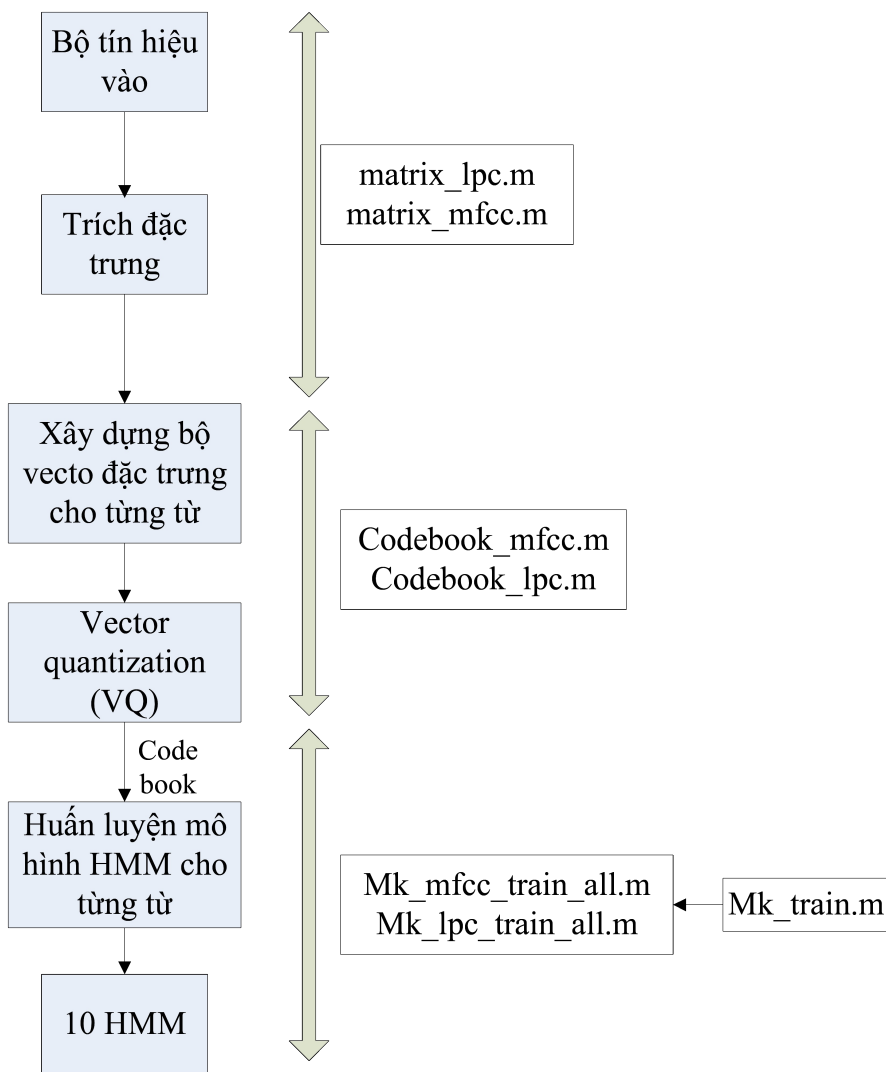 Bộ tín hiệu
vào
matrix_lpc.m
matrix_mfcc.m
Trích đặc
trưng
Xây dựng bộ
vecto đặc trưng
cho từng từ
Codebook_mfcc.m
Codebook_lpc.m
Vector
quantization
(VQ)
Code
book
Huấn luyện mô
hình HMM cho
từng từ
Mk_mfcc_train_all.m
Mk_lpc_train_all.m
Mk_train.m
10 HMM